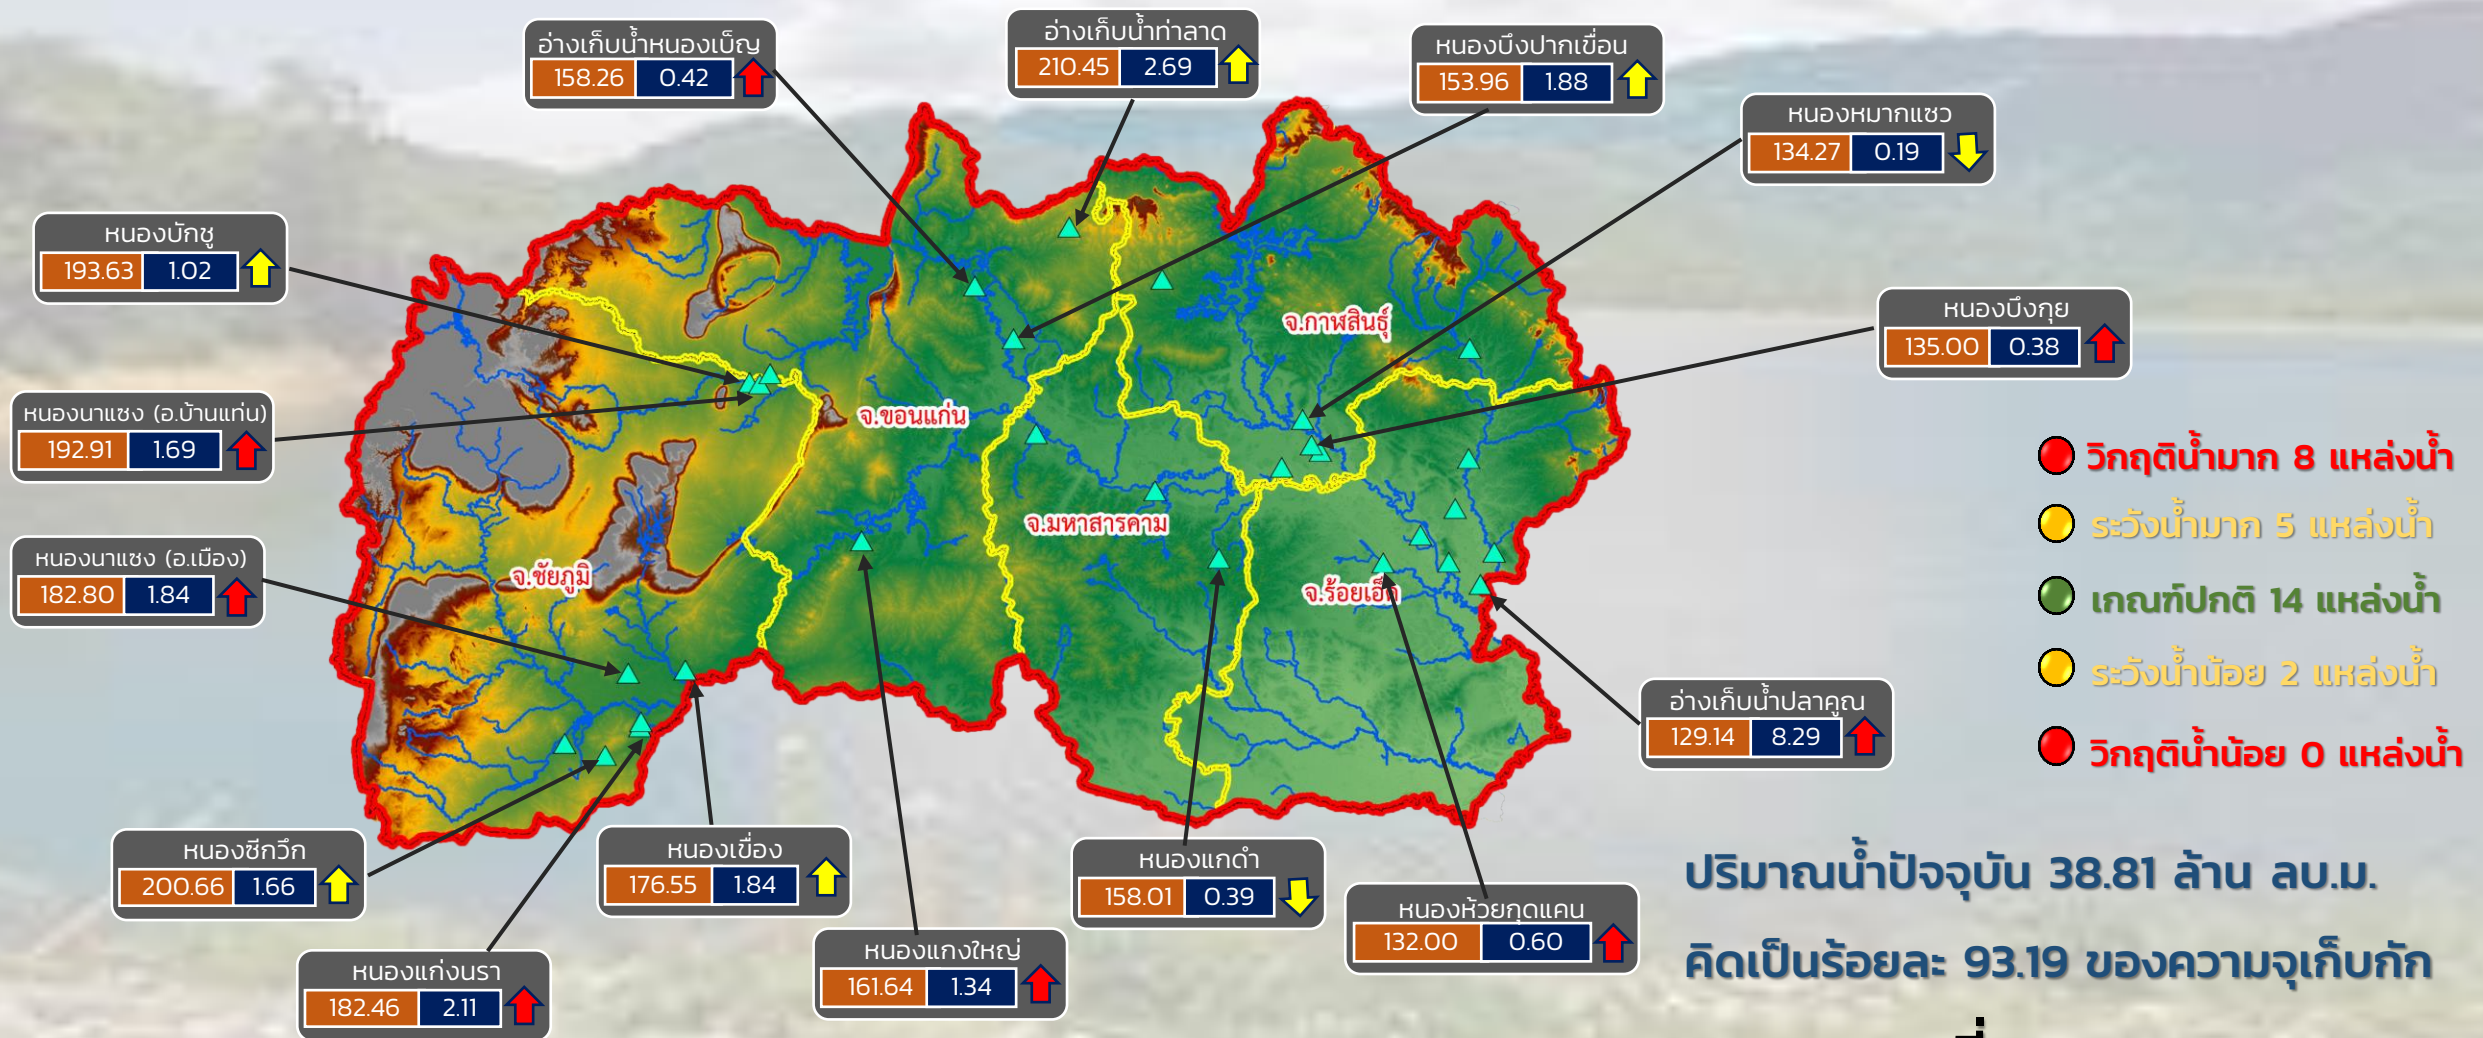 อ่างเก็บน้ำหนองเบ็ญ
158.26 0.42
อ่างเก็บน้ำท่าลาด
210.45 2.69
หนองบึงปากเขื่อน
153.96 1.88
หนองหมากแซว
134.27 0.19
หนองบักชู
193.63 1.02
หนองบึงกุย
135.00 0.38
หนองนาแซง (อ.บ้านแท่น)
192.91 1.69
หนองนาแซง (อ.เมือง)
182.80 1.84
จ.กาฬสินธุ์
จ.ขอนแก่น
จ.มหาสารคาม
จ.ชัยภูมิ
จ.ร้อยเอ็ด
วิกฤติน้ำมาก 8 แหล่งน้ำ
ระวังน้ำมาก 5 แหล่งน้ำ
เกณฑ์ปกติ 14 แหล่งน้ำ
ระวังน้ำน้อย 2 แหล่งน้ำ
วิกฤติน้ำน้อย 0 แหล่งน้ำ
อ่างเก็บน้ำปลาคูณ
129.14 8.29
หนองซีกวึก
200.66 1.66
หนองเขื่อง
176.55 1.84
หนองแกดำ
158.01 0.39
หนองห้วยกุดแคน
132.00 0.60
หนองแกงใหญ่
161.64 1.34
หนองแก่งนรา
182.46 2.11
ปริมาณน้ำปัจจุบัน 38.81 ล้าน ลบ.ม.
คิดเป็นร้อยละ 93.19 ของความจุเก็บกัก